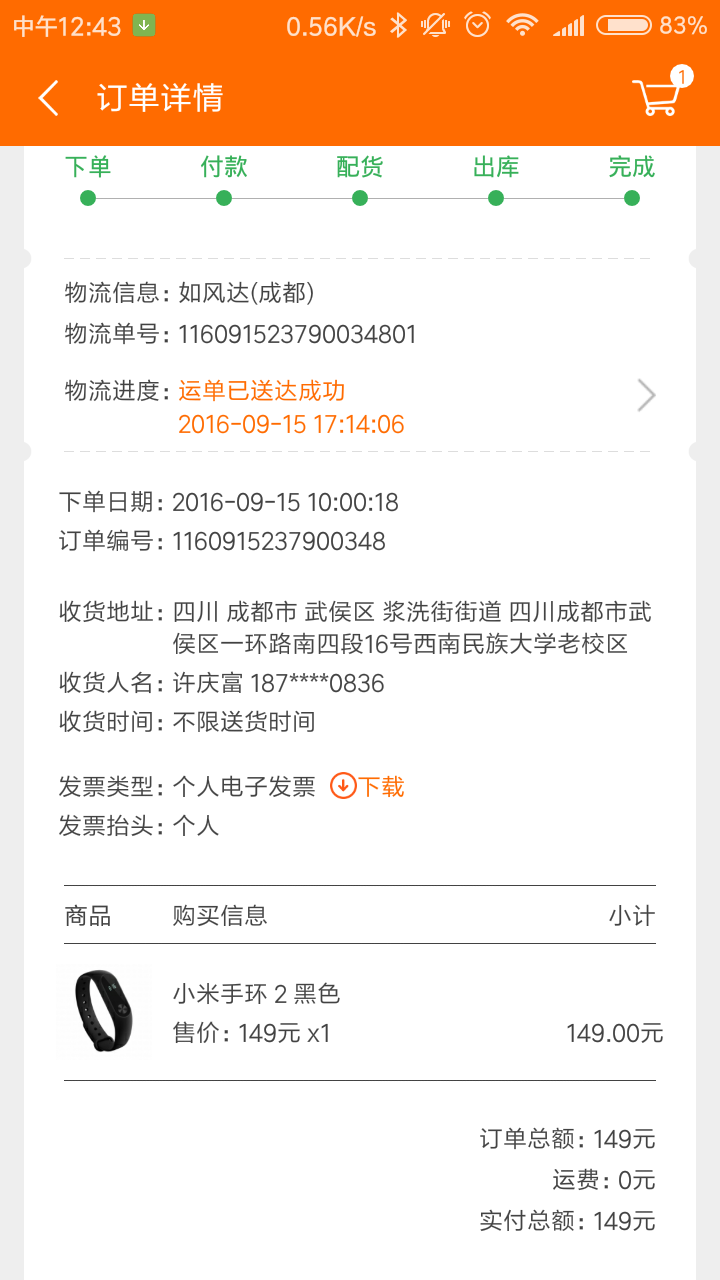 中午12:43 0.56K/s 83%
订单详情 1
下单 付款 配货 出库 完成
物流信息: 如风达(成都)
物流单号: 116091523790034801
物流进度: 运单已送达成功
2016-09-15 17:14:06
下单日期: 2016-09-15 10:00:18
订单编号: 1160915237900348
收货地址: 四川 成都市 武侯区 浆洗街街道 四川成都市武
侯区一环路南四段16号西南民族大学老校区
收货人名: 许庆富 187****0836
收货时间: 不限送货时间
发票类型: 个人电子发票 下载
发票抬头: 个人
商品 购买信息 小计
小米手环 2 黑色
售价: 149元 x1 149.00元
订单总额: 149元
运费: 0元
实付总额: 149元